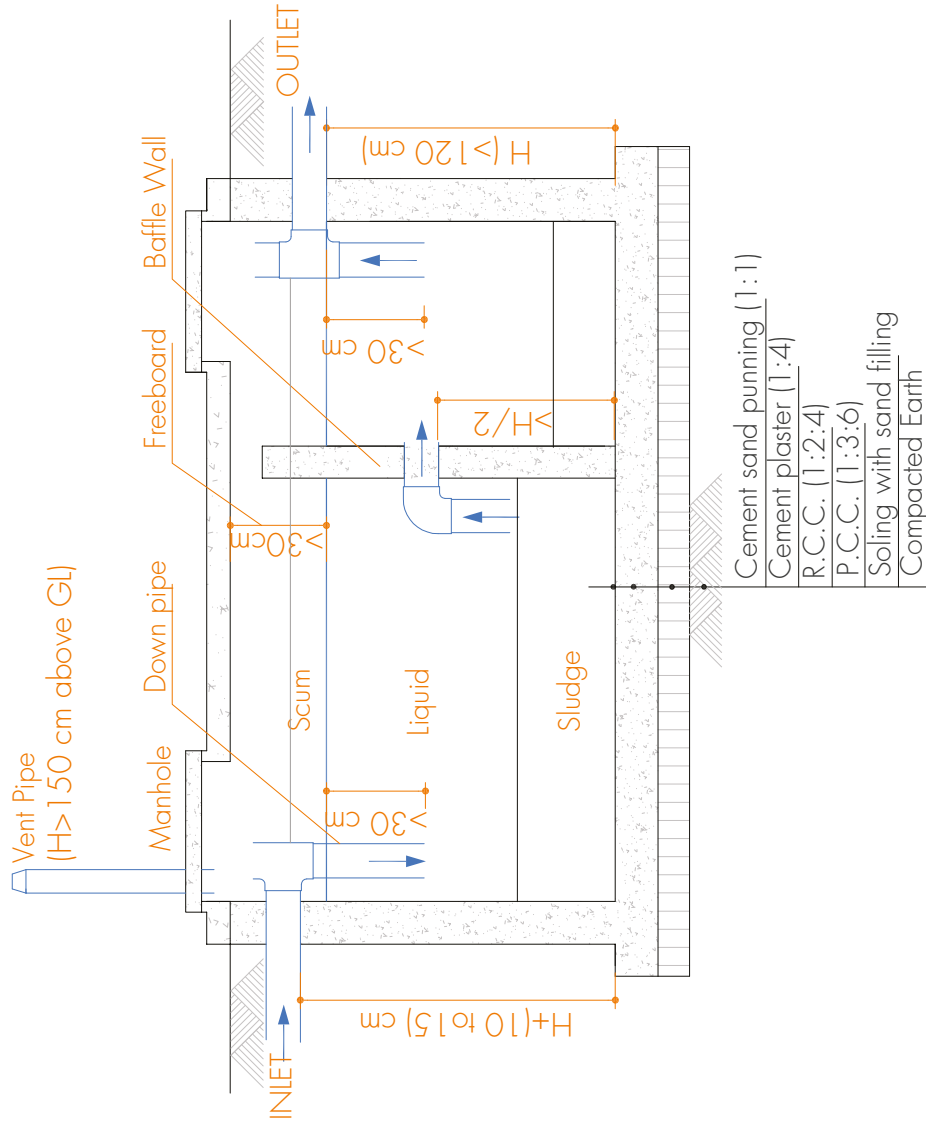 Vent Pipe
(H>150 cm above GL)
Manhole
Down pipe
Freeboard
Baffle Wall
INLET
OUTLET
>30cm
Scum
Liquid
Sludge
>30 cm
>30 cm
>H/2
H+(10 to15) cm
H (>120 cm)
Cement sand punning (1:1)
Cement plaster (1:4)
R.C.C. (1:2:4)
P.C.C. (1:3:6)
Soling with sand filling
Compacted Earth